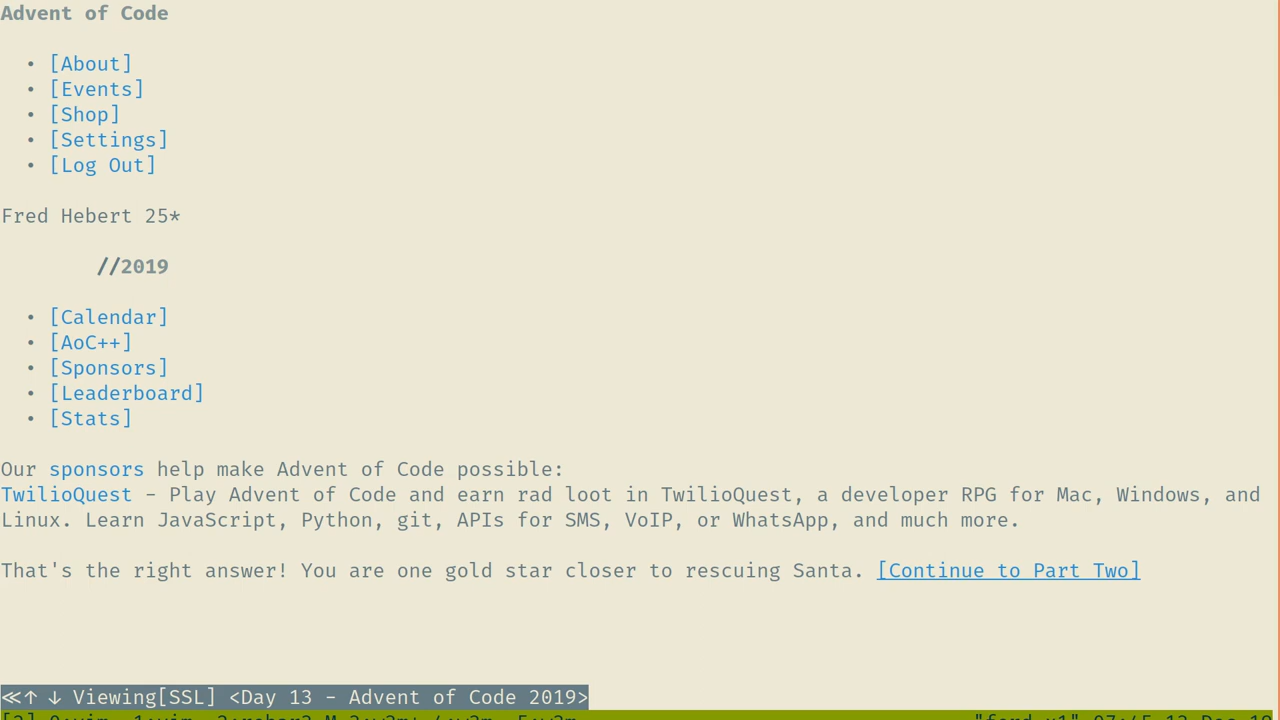 Advent of Code
• [About]
• [Events]
• [Shop]
• [Settings]
• [Log Out]
Fred Hebert 25*
//2019
• [Calendar]
• [AoC++]
• [Sponsors]
• [Leaderboard]
• [Stats]
Our sponsors help make Advent of Code possible:
TwilioQuest - Play Advent of Code and earn rad loot in TwilioQuest, a developer RPG for Mac, Windows, and
Linux. Learn JavaScript, Python, git, APIs for SMS, VoIP, or WhatsApp, and much more.
That's the right answer! You are one gold star closer to rescuing Santa. [Continue to Part Two]
≪↑ ↓ Viewing[SSL] <Day 13 - Advent of Code 2019>